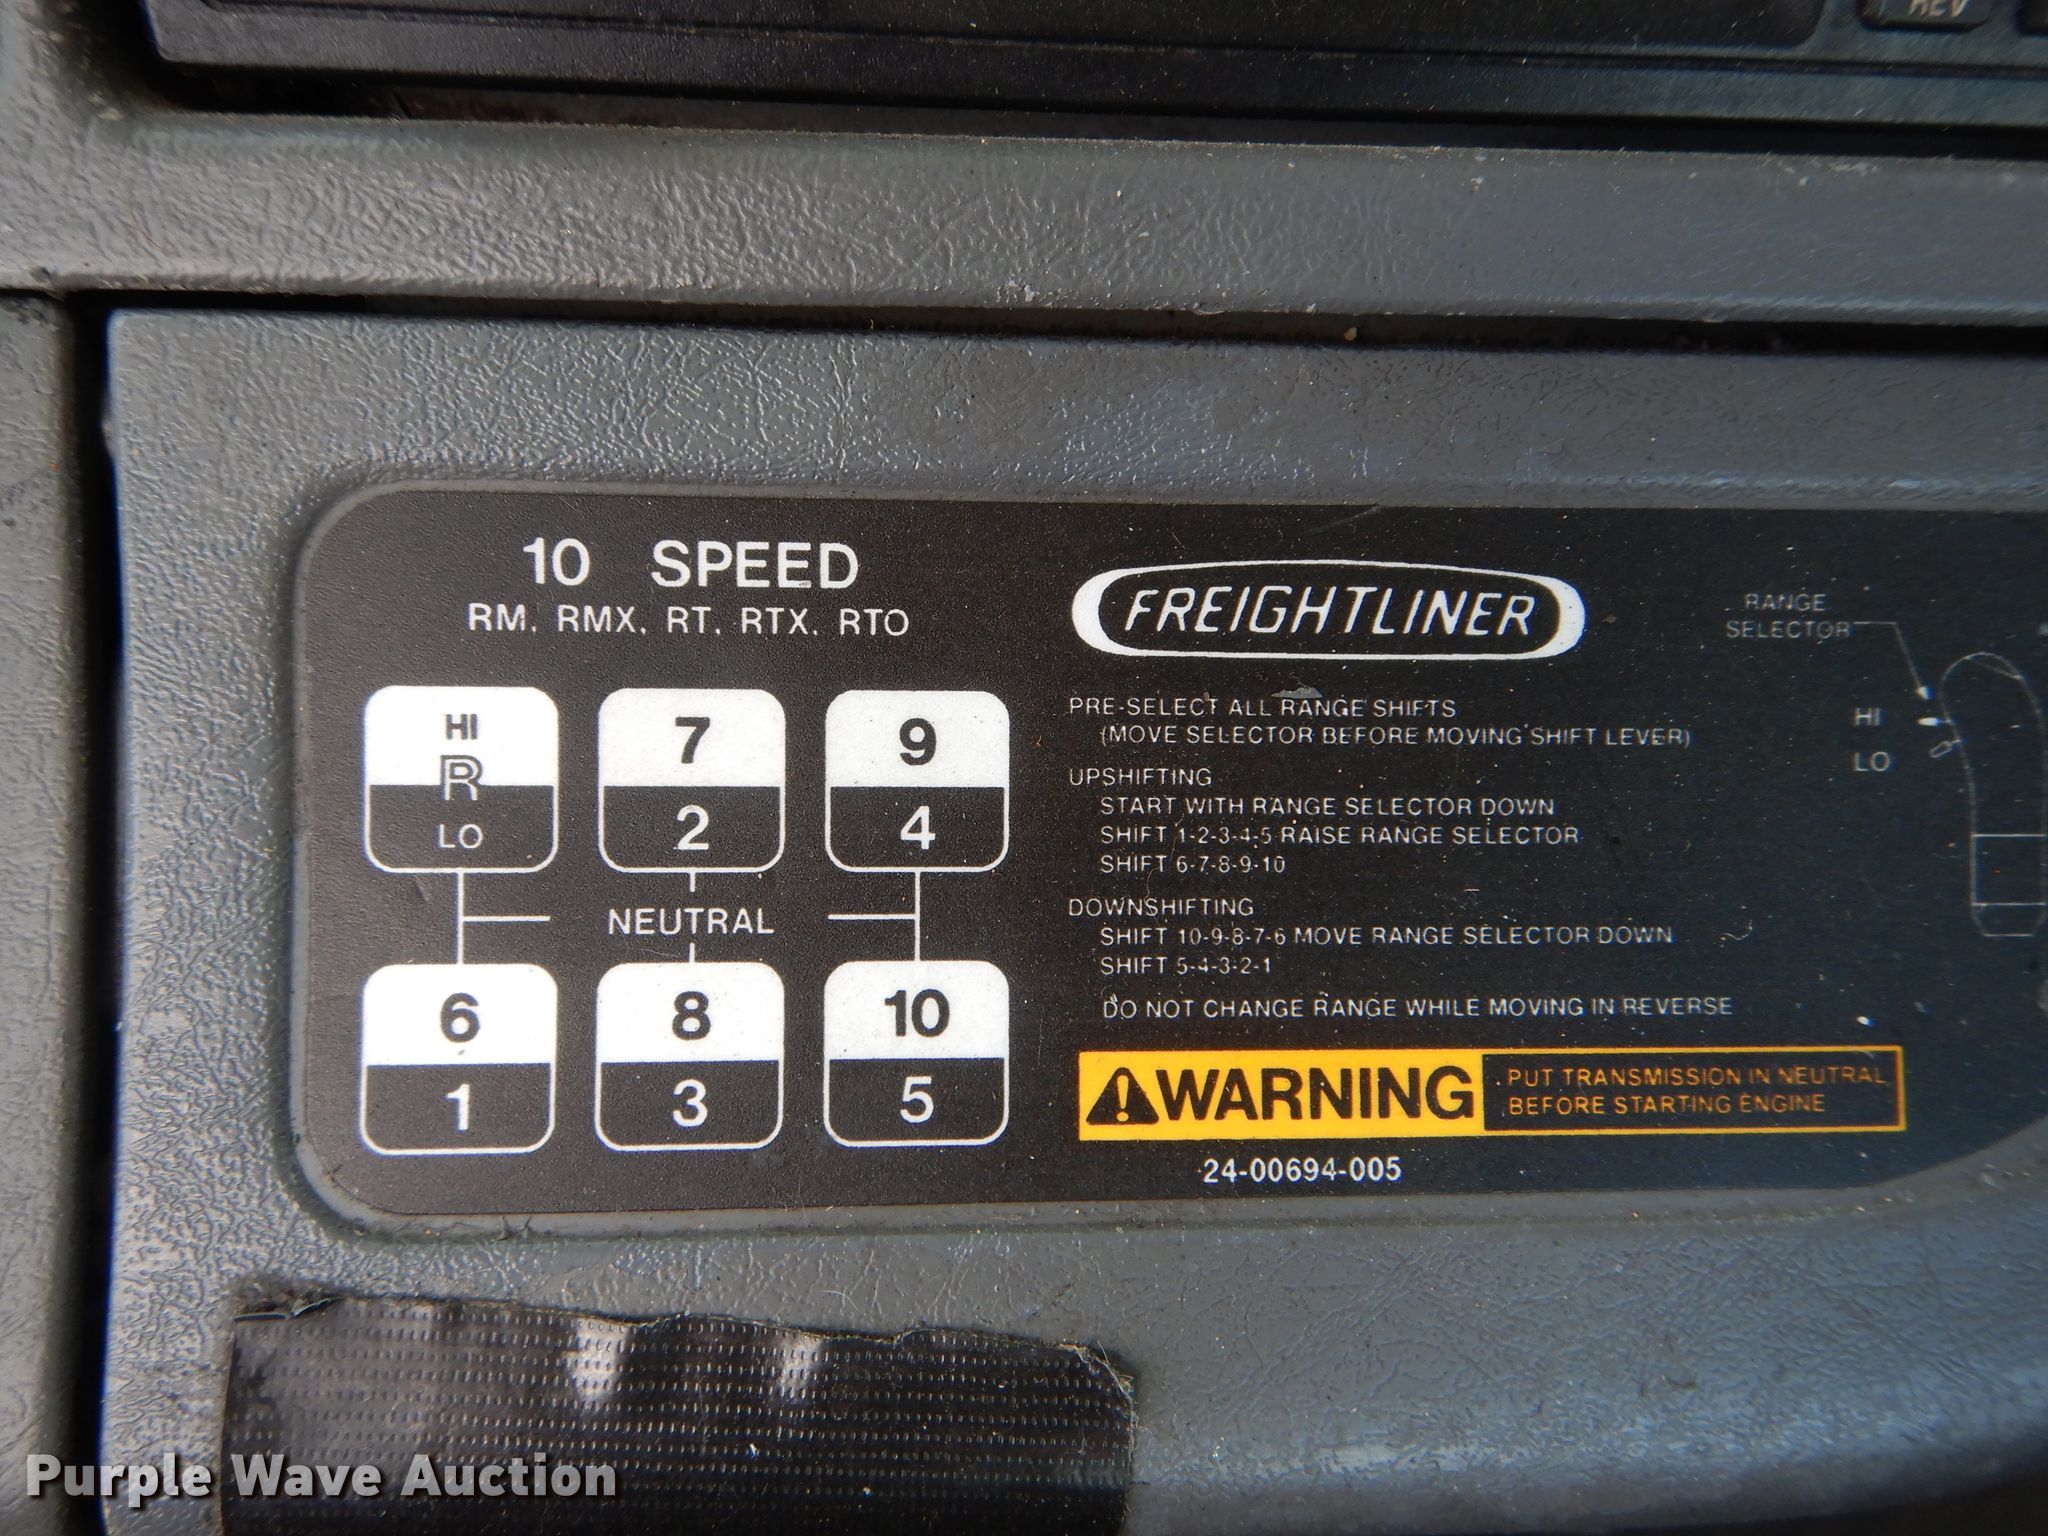 REV
10 SPEED
RM, RMX, RT, RTX, RTO
HI
R
LO
7
2
9
4
NEUTRAL
6
1
8
3
10
5
FREIGHTLINER
PRE-SELECT ALL RANGE SHIFTS
(MOVE SELECTOR BEFORE MOVING SHIFT LEVER)
UPSHIFTING
START WITH RANGE SELECTOR DOWN
SHIFT 1-2-3-4-5 RAISE RANGE SELECTOR
SHIFT 6-7-8-9-10
DOWNSHIFTING
SHIFT 10-9-8-7-6 MOVE RANGE SELECTOR DOWN
SHIFT 5-4-3-2-1
DO NOT CHANGE RANGE WHILE MOVING IN REVERSE
WARNING
PUT TRANSMISSION IN NEUTRAL
BEFORE STARTING ENGINE
24-00694-005
RANGE
SELECTOR
HI
LO
Purple Wave Auction